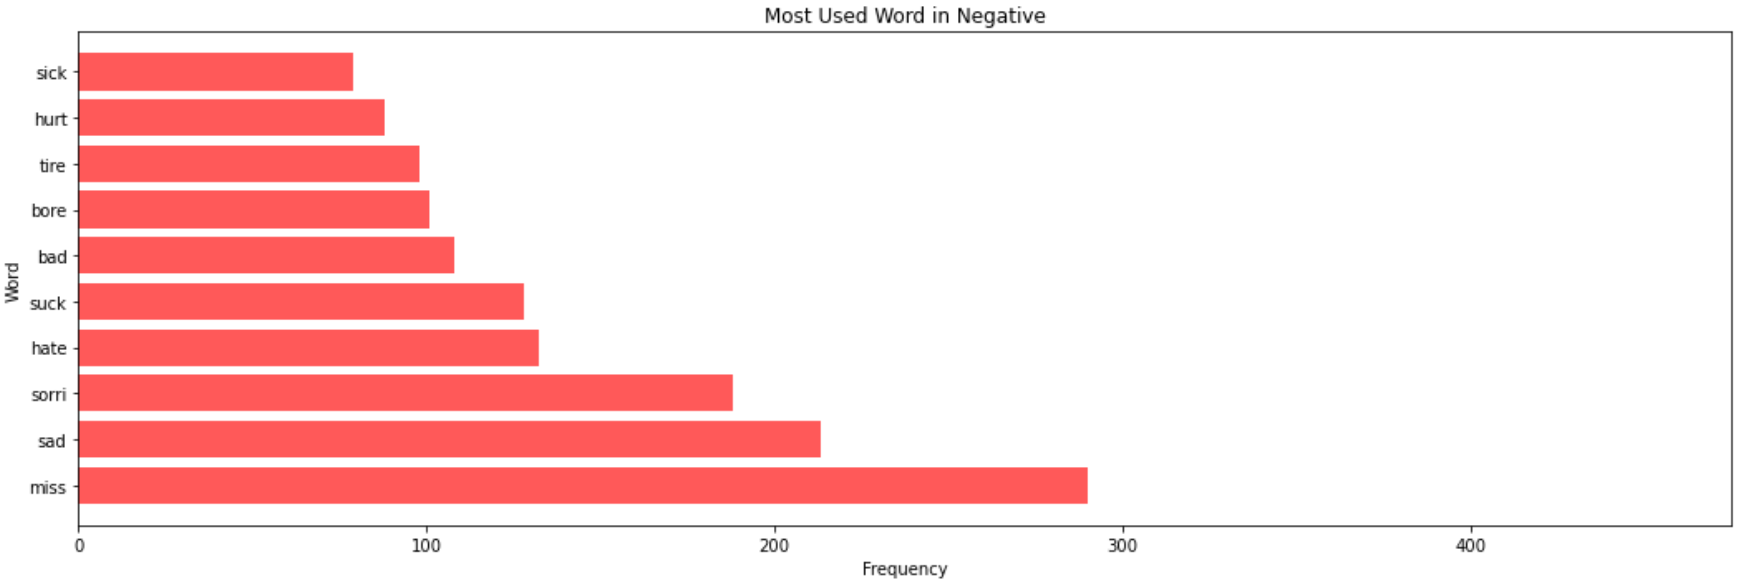 Most Used Word in Negative
sick
hurt
tire
bore
bad
suck
hate
sorri
sad
miss
Word
0 100 200 300 400
Frequency